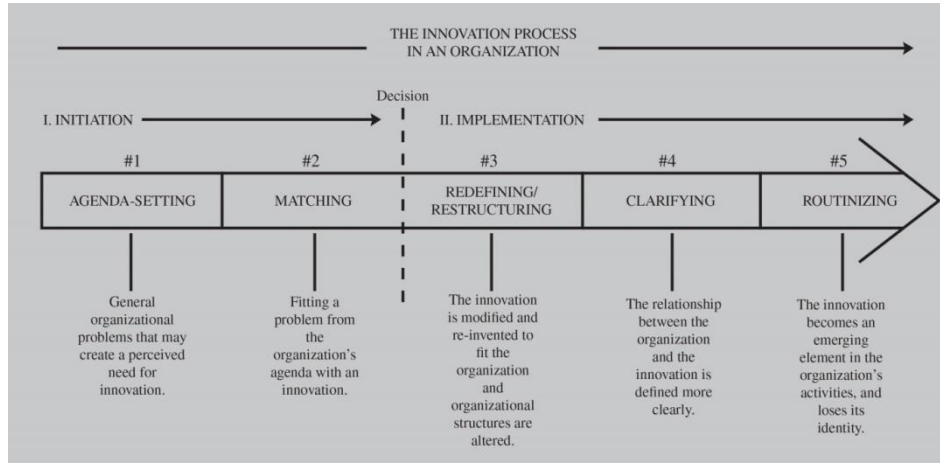 THE INNOVATION PROCESS
IN AN ORGANIZATION
Decision
I. INITIATION
II. IMPLEMENTATION
#1
#2
#3
#4
#5
AGENDA-SETTING
MATCHING
REDEFINING/
RESTRUCTURING
CLARIFYING
ROUTINIZING
General
organizational
problems that may
create a perceived
need for
innovation.
Fitting a
problem from
the
organization's
agenda with an
innovation.
The innovation
is modified and
re-invented to
fit the
organization
and
organizational
structures are
altered.
The relationship
between the
organization
and the
innovation is
defined more
clearly.
The innovation
becomes an
emerging
element in the
organization's
activities, and
loses its
identity.